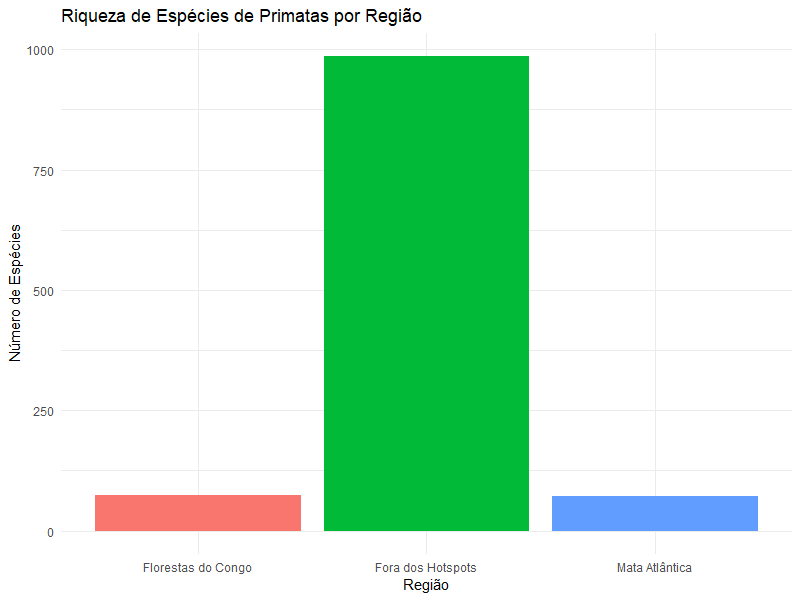 Riqueza de Espécies de Primatas por Região
Número de Espécies
1000
750
500
250
0
Florestas do Congo
Fora dos Hotspots
Mata Atlântica
Região